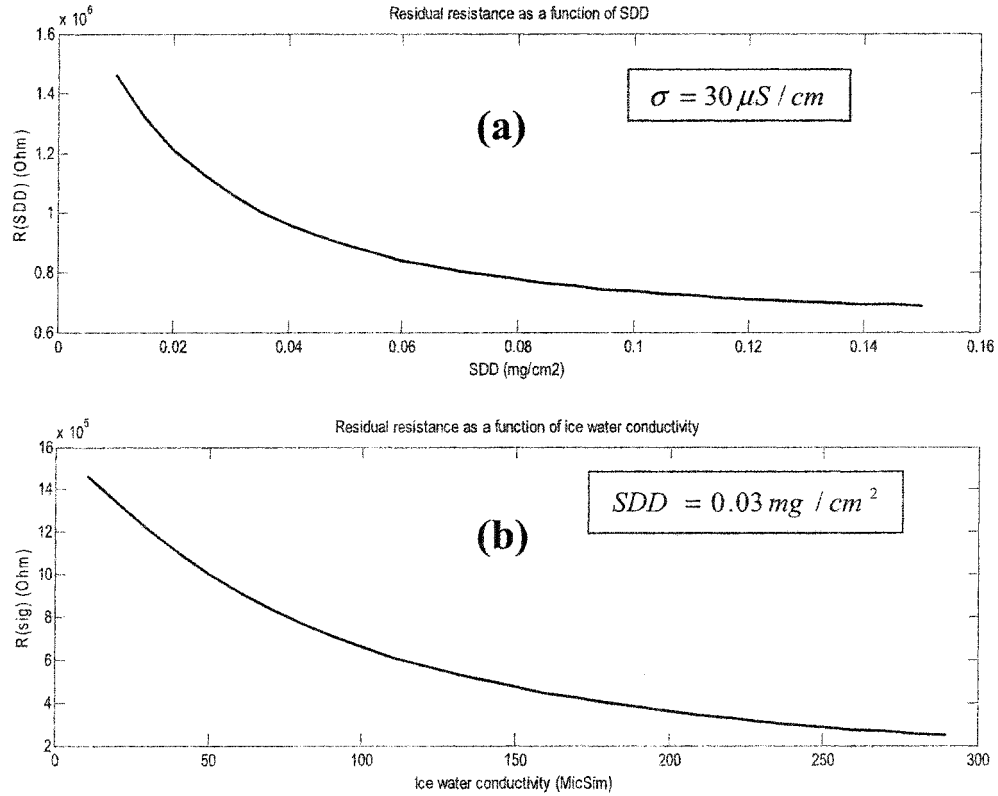 Residual resistance as a function of SDD
x 10^6
1.6
1.4
1.2
1
0.8
0.6
R(SDD) (Ohm)
σ = 30 μS / cm
(a)
0 0.02 0.04 0.06 0.08 0.1 0.12 0.14 0.16
SDD (mg/cm2)
Residual resistance as a function of ice water conductivity
x 10^5
16
14
12
10
8
6
4
2
R(sig) (Ohm)
SDD = 0.03 mg / cm^2
(b)
0 50 100 150 200 250 300
Ice water conductivity (MicSim)